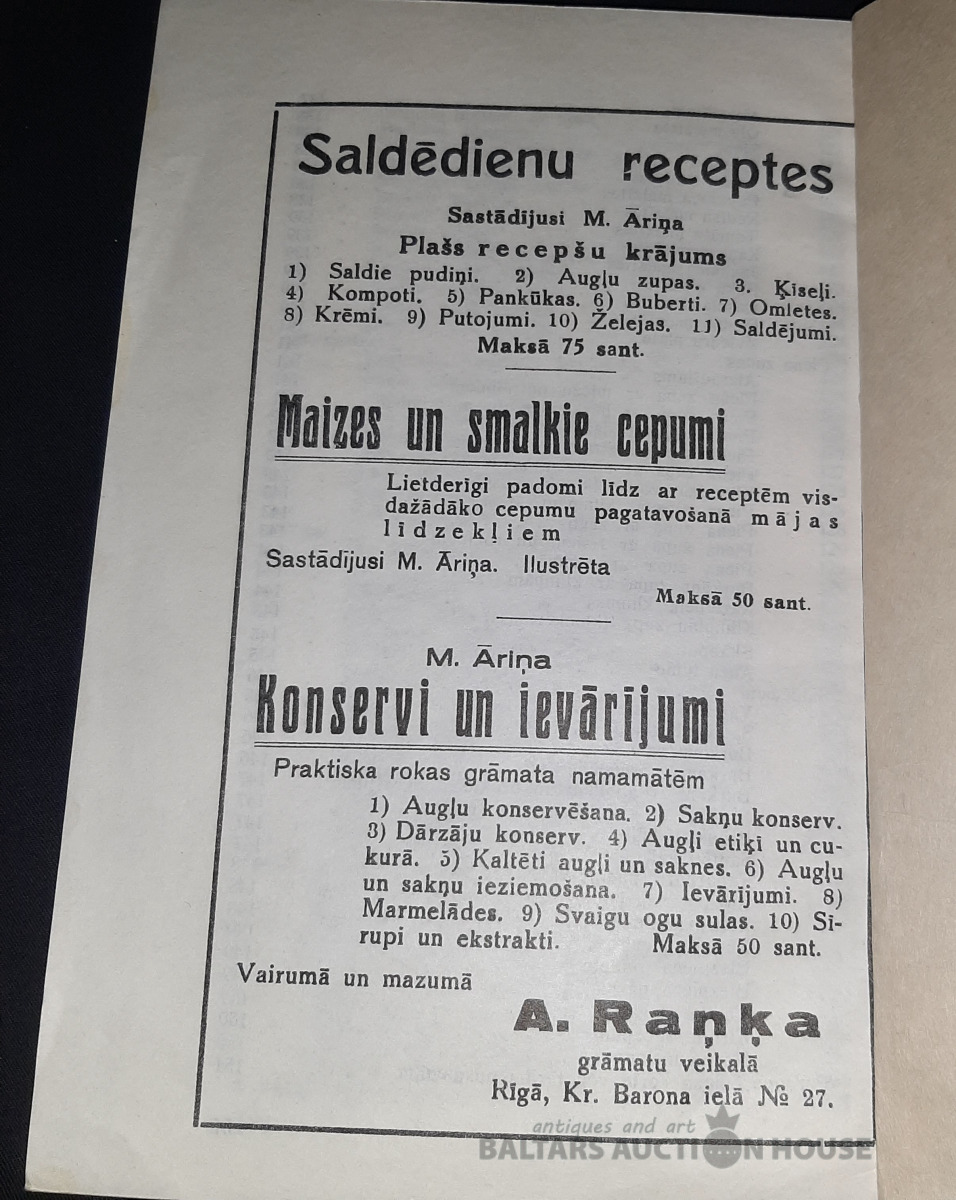 Saldēdienu receptes
Sastādījusi M. Āriņa
Plašs recepšu krājums
1) Saldie pudiņi. 2) Augļu zupas. 3. Ķīseļi.
4) Kompoti. 5) Pankūkas. 6) Buberti. 7) Omletes.
8) Krēmi. 9) Putojumi. 10) Želejas. 11) Saldējumi.
Maksā 75 sant.
Maizes un smalkie cepumi
Lietderīgi padomi līdz ar receptēm vis-
dažādāko cepumu pagatavošanā mājas
līdzekļiem
Sastādījusi M. Āriņa. Ilustrēta
Maksā 50 sant.
M. Āriņa
Konservi un ievārījumi
Praktiska rokas grāmata namamātēm
1) Augļu konservēšana. 2) Sakņu konserv.
3) Dārzāju konserv. 4) Augļi etiķī un cu-
kurā. 5) Kaltēti augļi un saknes. 6) Augļu
un sakņu ieziemošana. 7) Ievārījumi. 8)
Marmelādes. 9) Svaigu ogu sulas. 10) Sī-
rupi un ekstrakti. Maksā 50 sant.
Vairumā un mazumā
A. Raņķa
grāmatu veikalā
Rīgā, Kr. Barona ielā № 27.
antiques and art
BALTARS AUCTION HOUSE